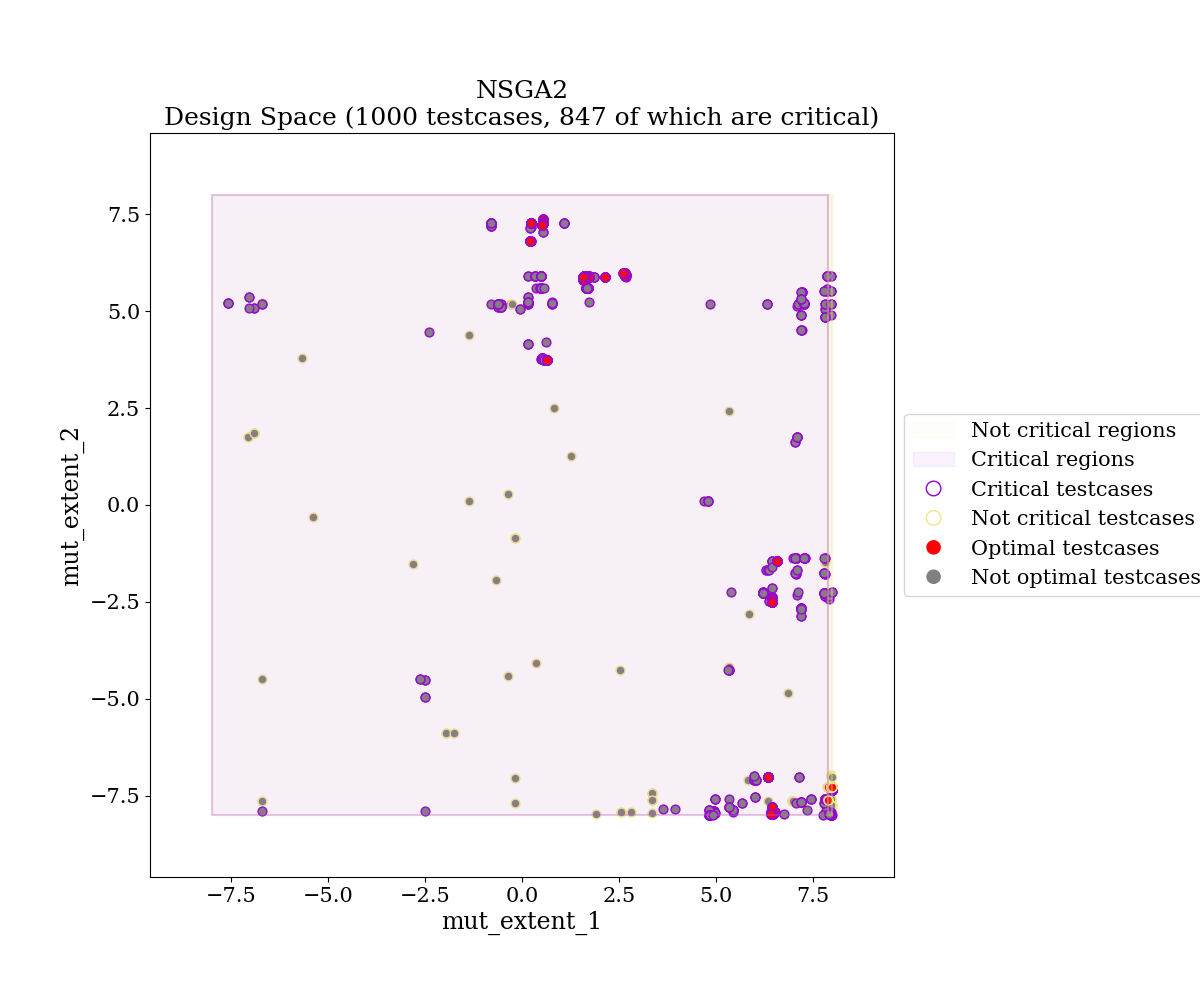 NSGA2
Design Space (1000 testcases, 847 of which are critical)
7.5
5.0
2.5
0.0
−2.5
−5.0
−7.5
mut_extent_2
−7.5
−5.0
−2.5
0.0
2.5
5.0
7.5
mut_extent_1
Not critical regions
Critical regions
Critical testcases
Not critical testcases
Optimal testcases
Not optimal testcases